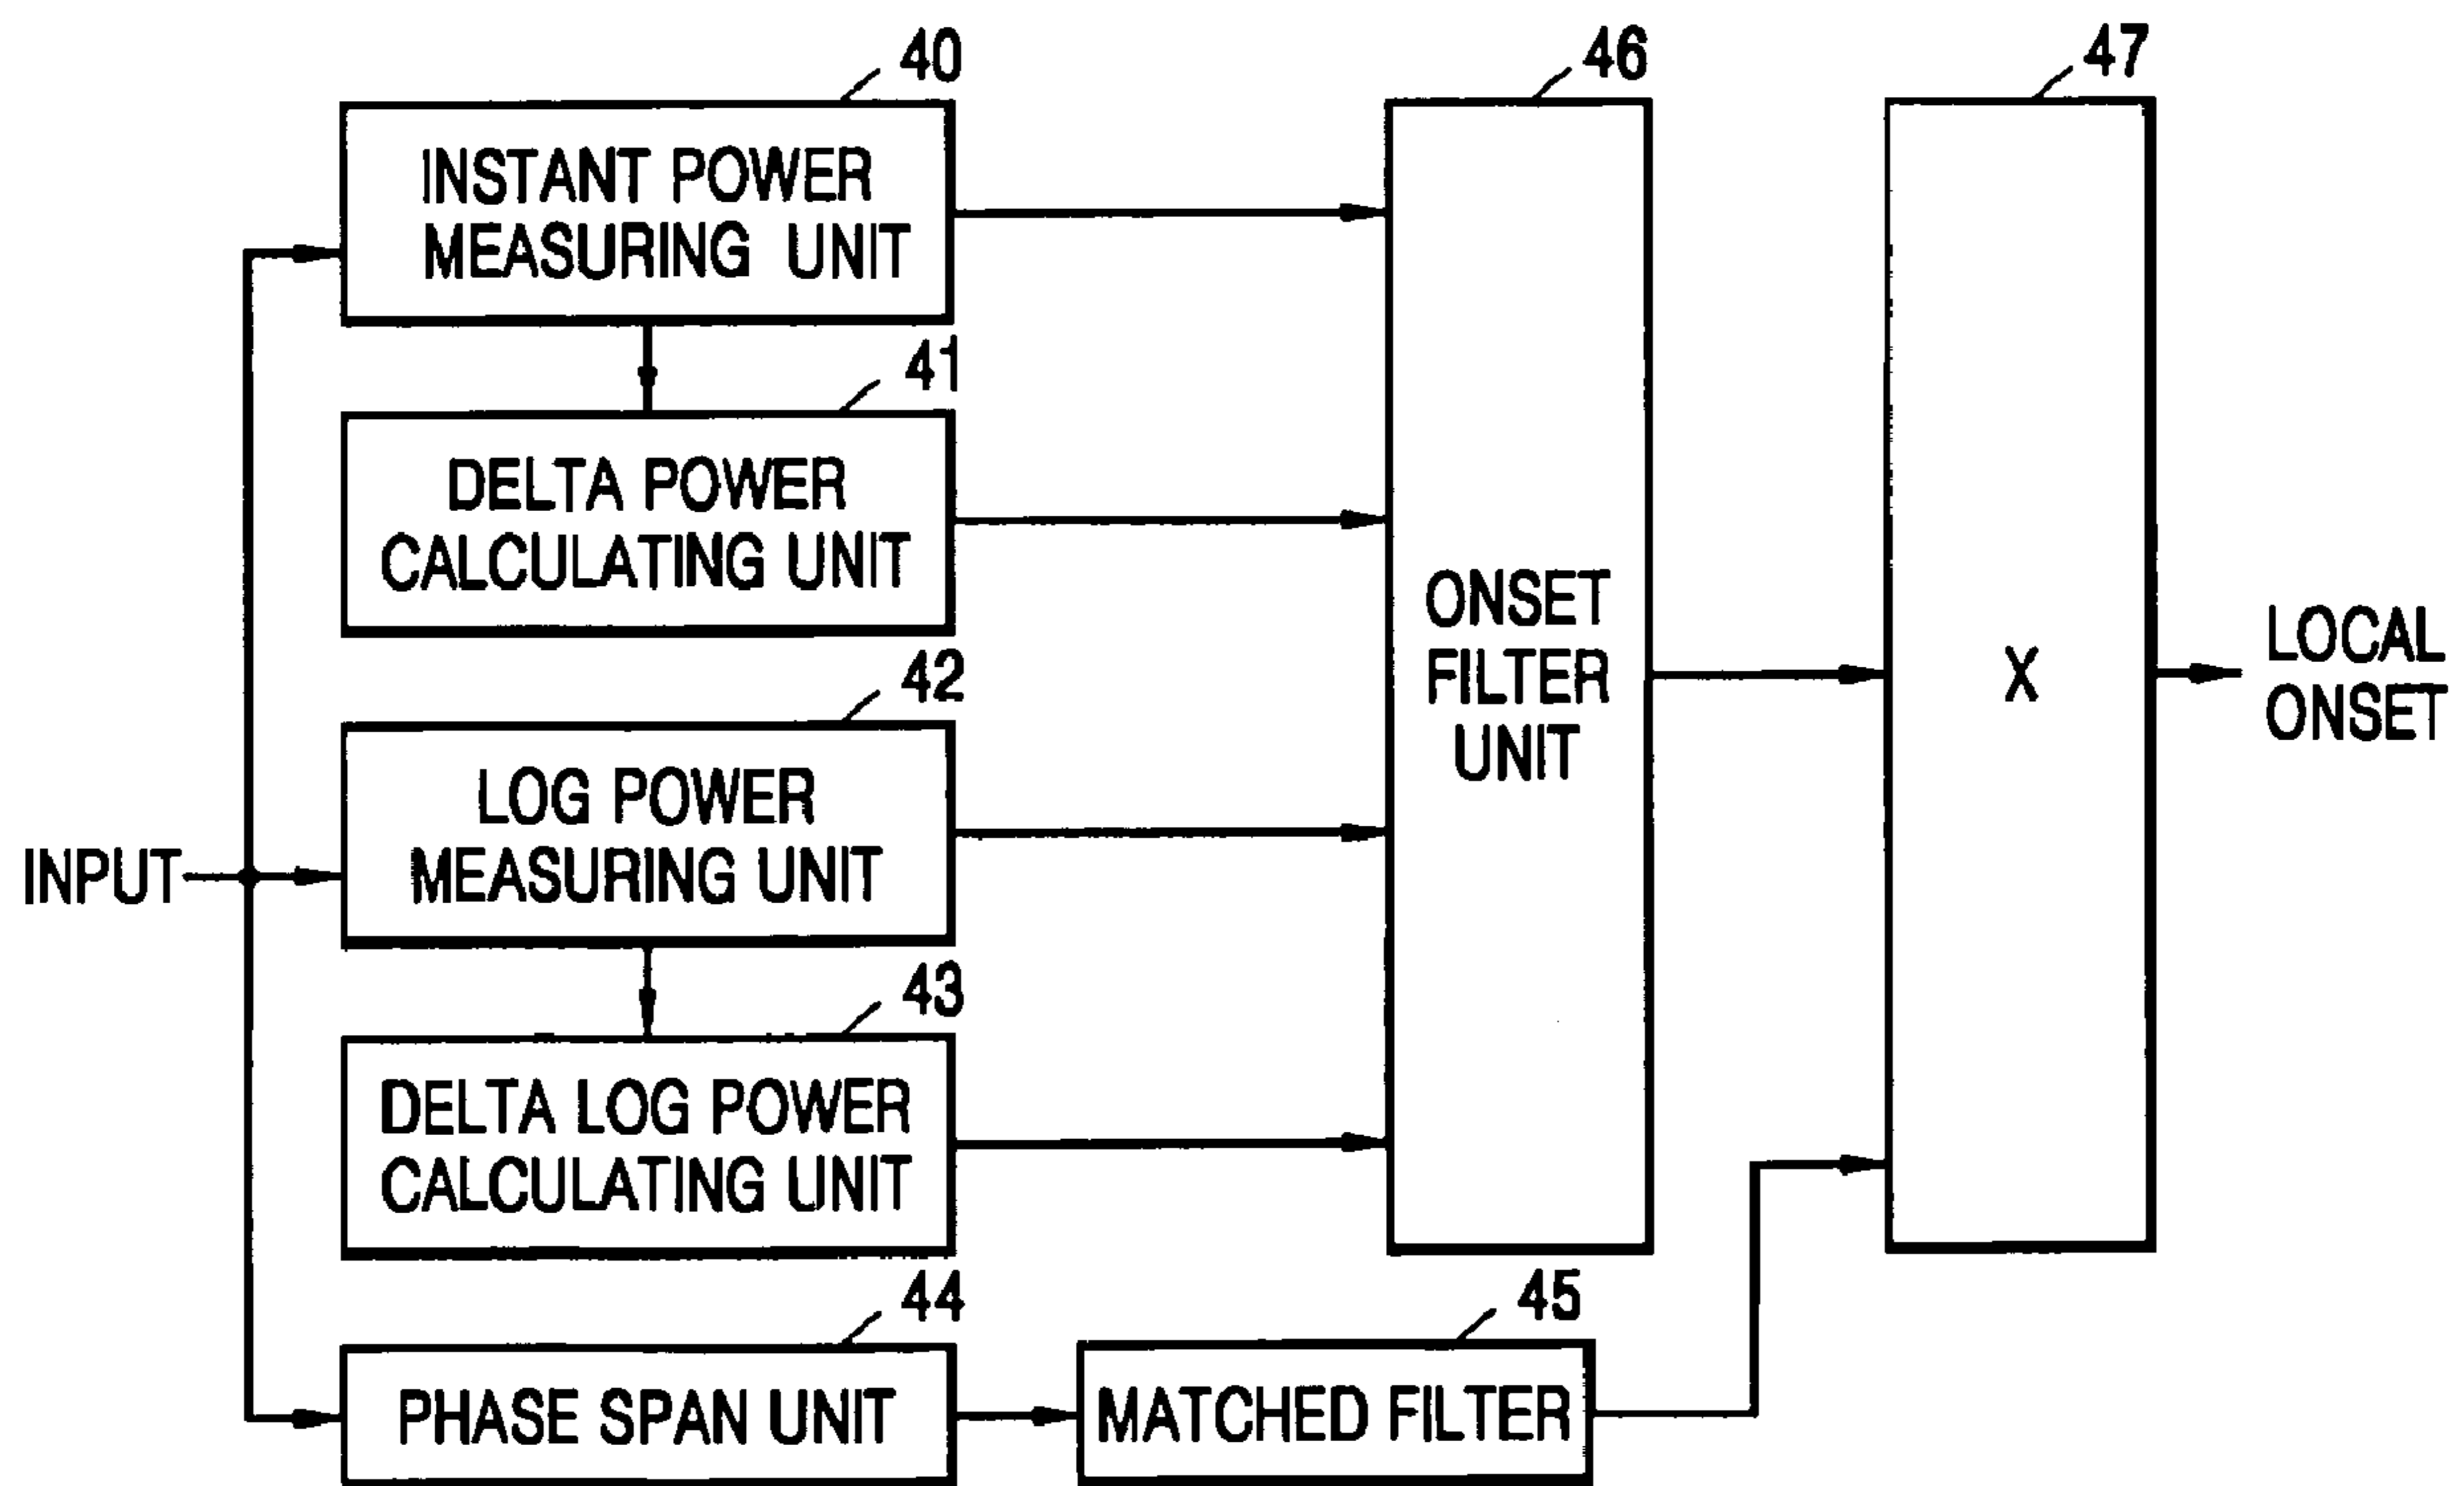 40
46
47
INSTANT POWER
MEASURING UNIT
41
DELTA POWER
CALCULATING UNIT
ONSET
FILTER
UNIT
X
LOCAL
ONSET
42
LOG POWER
MEASURING UNIT
INPUT
43
DELTA LOG POWER
CALCULATING UNIT
44
45
PHASE SPAN UNIT
MATCHED FILTER